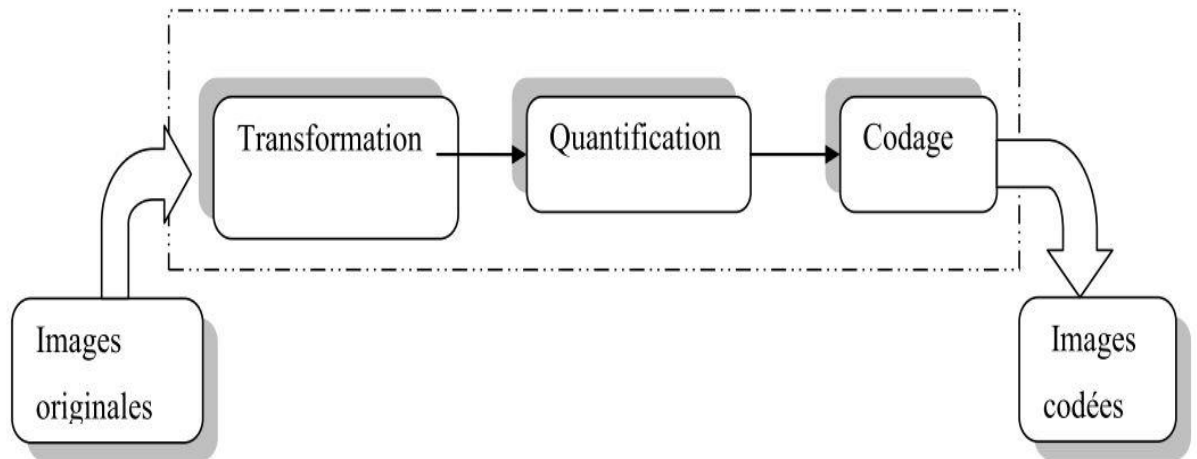 Transformation
Quantification
Codage
Images
originales
Images
codées